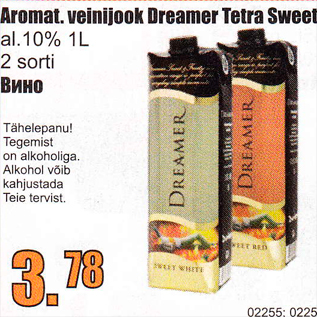 Aromat. veinijook Dreamer Tetra Sweet
al.10% 1L
2 sorti
Вино
Tähelepanu!
Tegemist
on alkoholiga.
Alkohol võib
kahjustada
Teie tervist.
DREAMER
SWEET WHITE
DREAMER
SWEET RED
3.78
02255; 0225